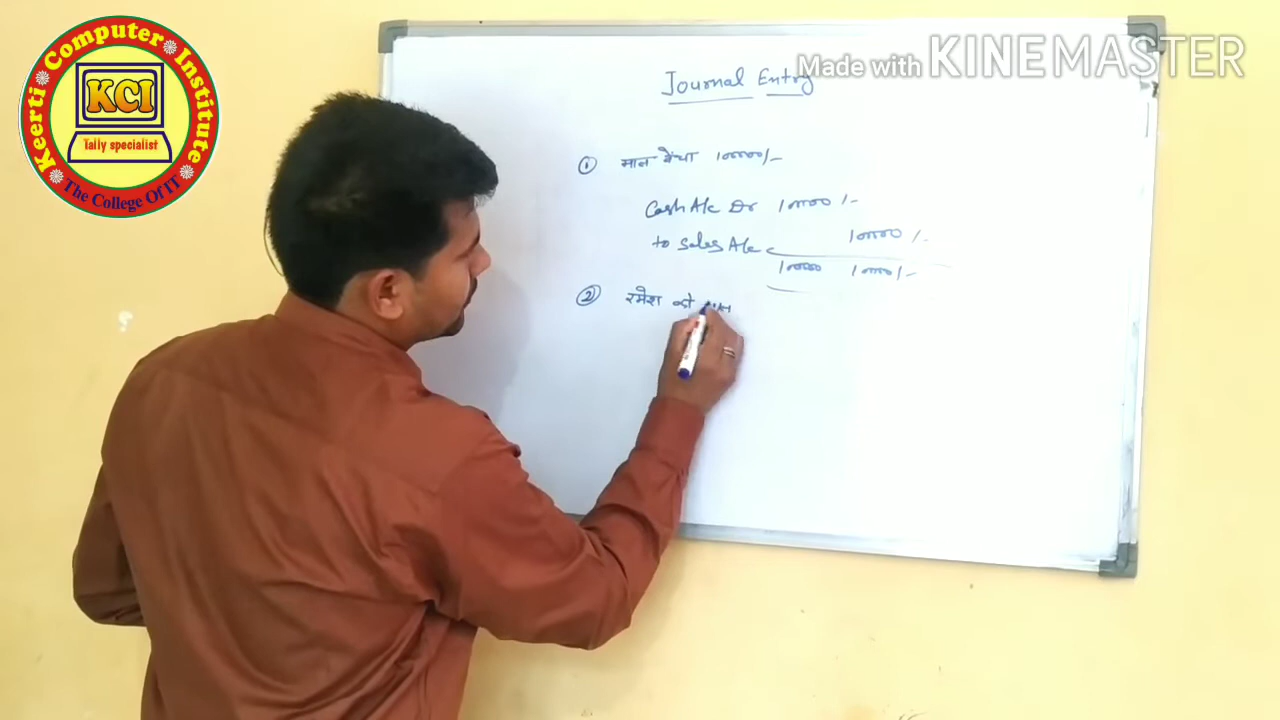 Keerti Computer Institute
KCI
Tally specialist
The College Of IT
Made with KINEMASTER
Journal Entry
① माल बेंचा 10000/-
Cash A/c Dr 10000 /-
to Sales A/c 10000 /-
10000 10000/-
② रमेश को